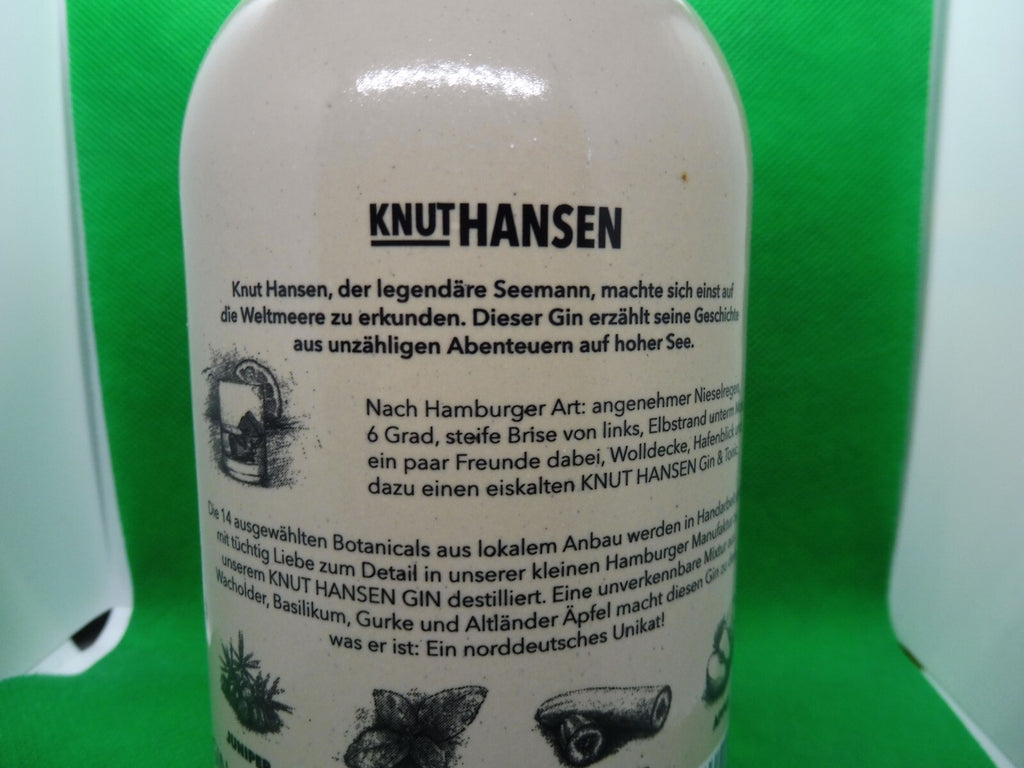 KNUT HANSEN
Knut Hansen, der legendäre Seemann, machte sich einst auf
die Weltmeere zu erkunden. Dieser Gin erzählt seine Geschichte
aus unzähligen Abenteuern auf hoher See.
Nach Hamburger Art: angenehmer Nieselregen,
6 Grad, steife Brise von links, Elbstrand unterm
ein paar Freunde dabei, Wolldecke, Hafenblick
dazu einen eiskalten KNUT HANSEN Gin & Tonic
Die 14 ausgewählten Botanicals aus lokalem Anbau werden in Handarbeit
mit tüchtig Liebe zum Detail in unserer kleinen Hamburger Manufaktur
unserem KNUT HANSEN GIN destilliert. Eine unverkennbare Mixtur
Wacholder, Basilikum, Gurke und Altländer Äpfel macht diesen Gin zu
was er ist: Ein norddeutsches Unikat!
JUNIPER